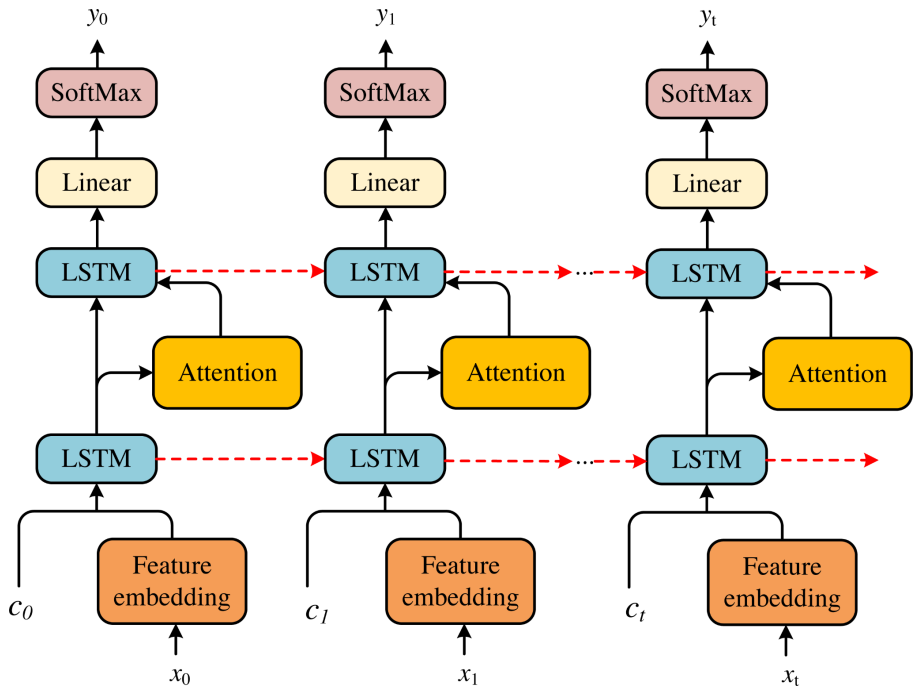 y0 y1 yt
SoftMax SoftMax SoftMax
Linear Linear Linear
LSTM LSTM ... LSTM
Attention Attention Attention
LSTM LSTM ... LSTM
c0 Feature embedding c1 Feature embedding ct Feature embedding
x0 x1 xt